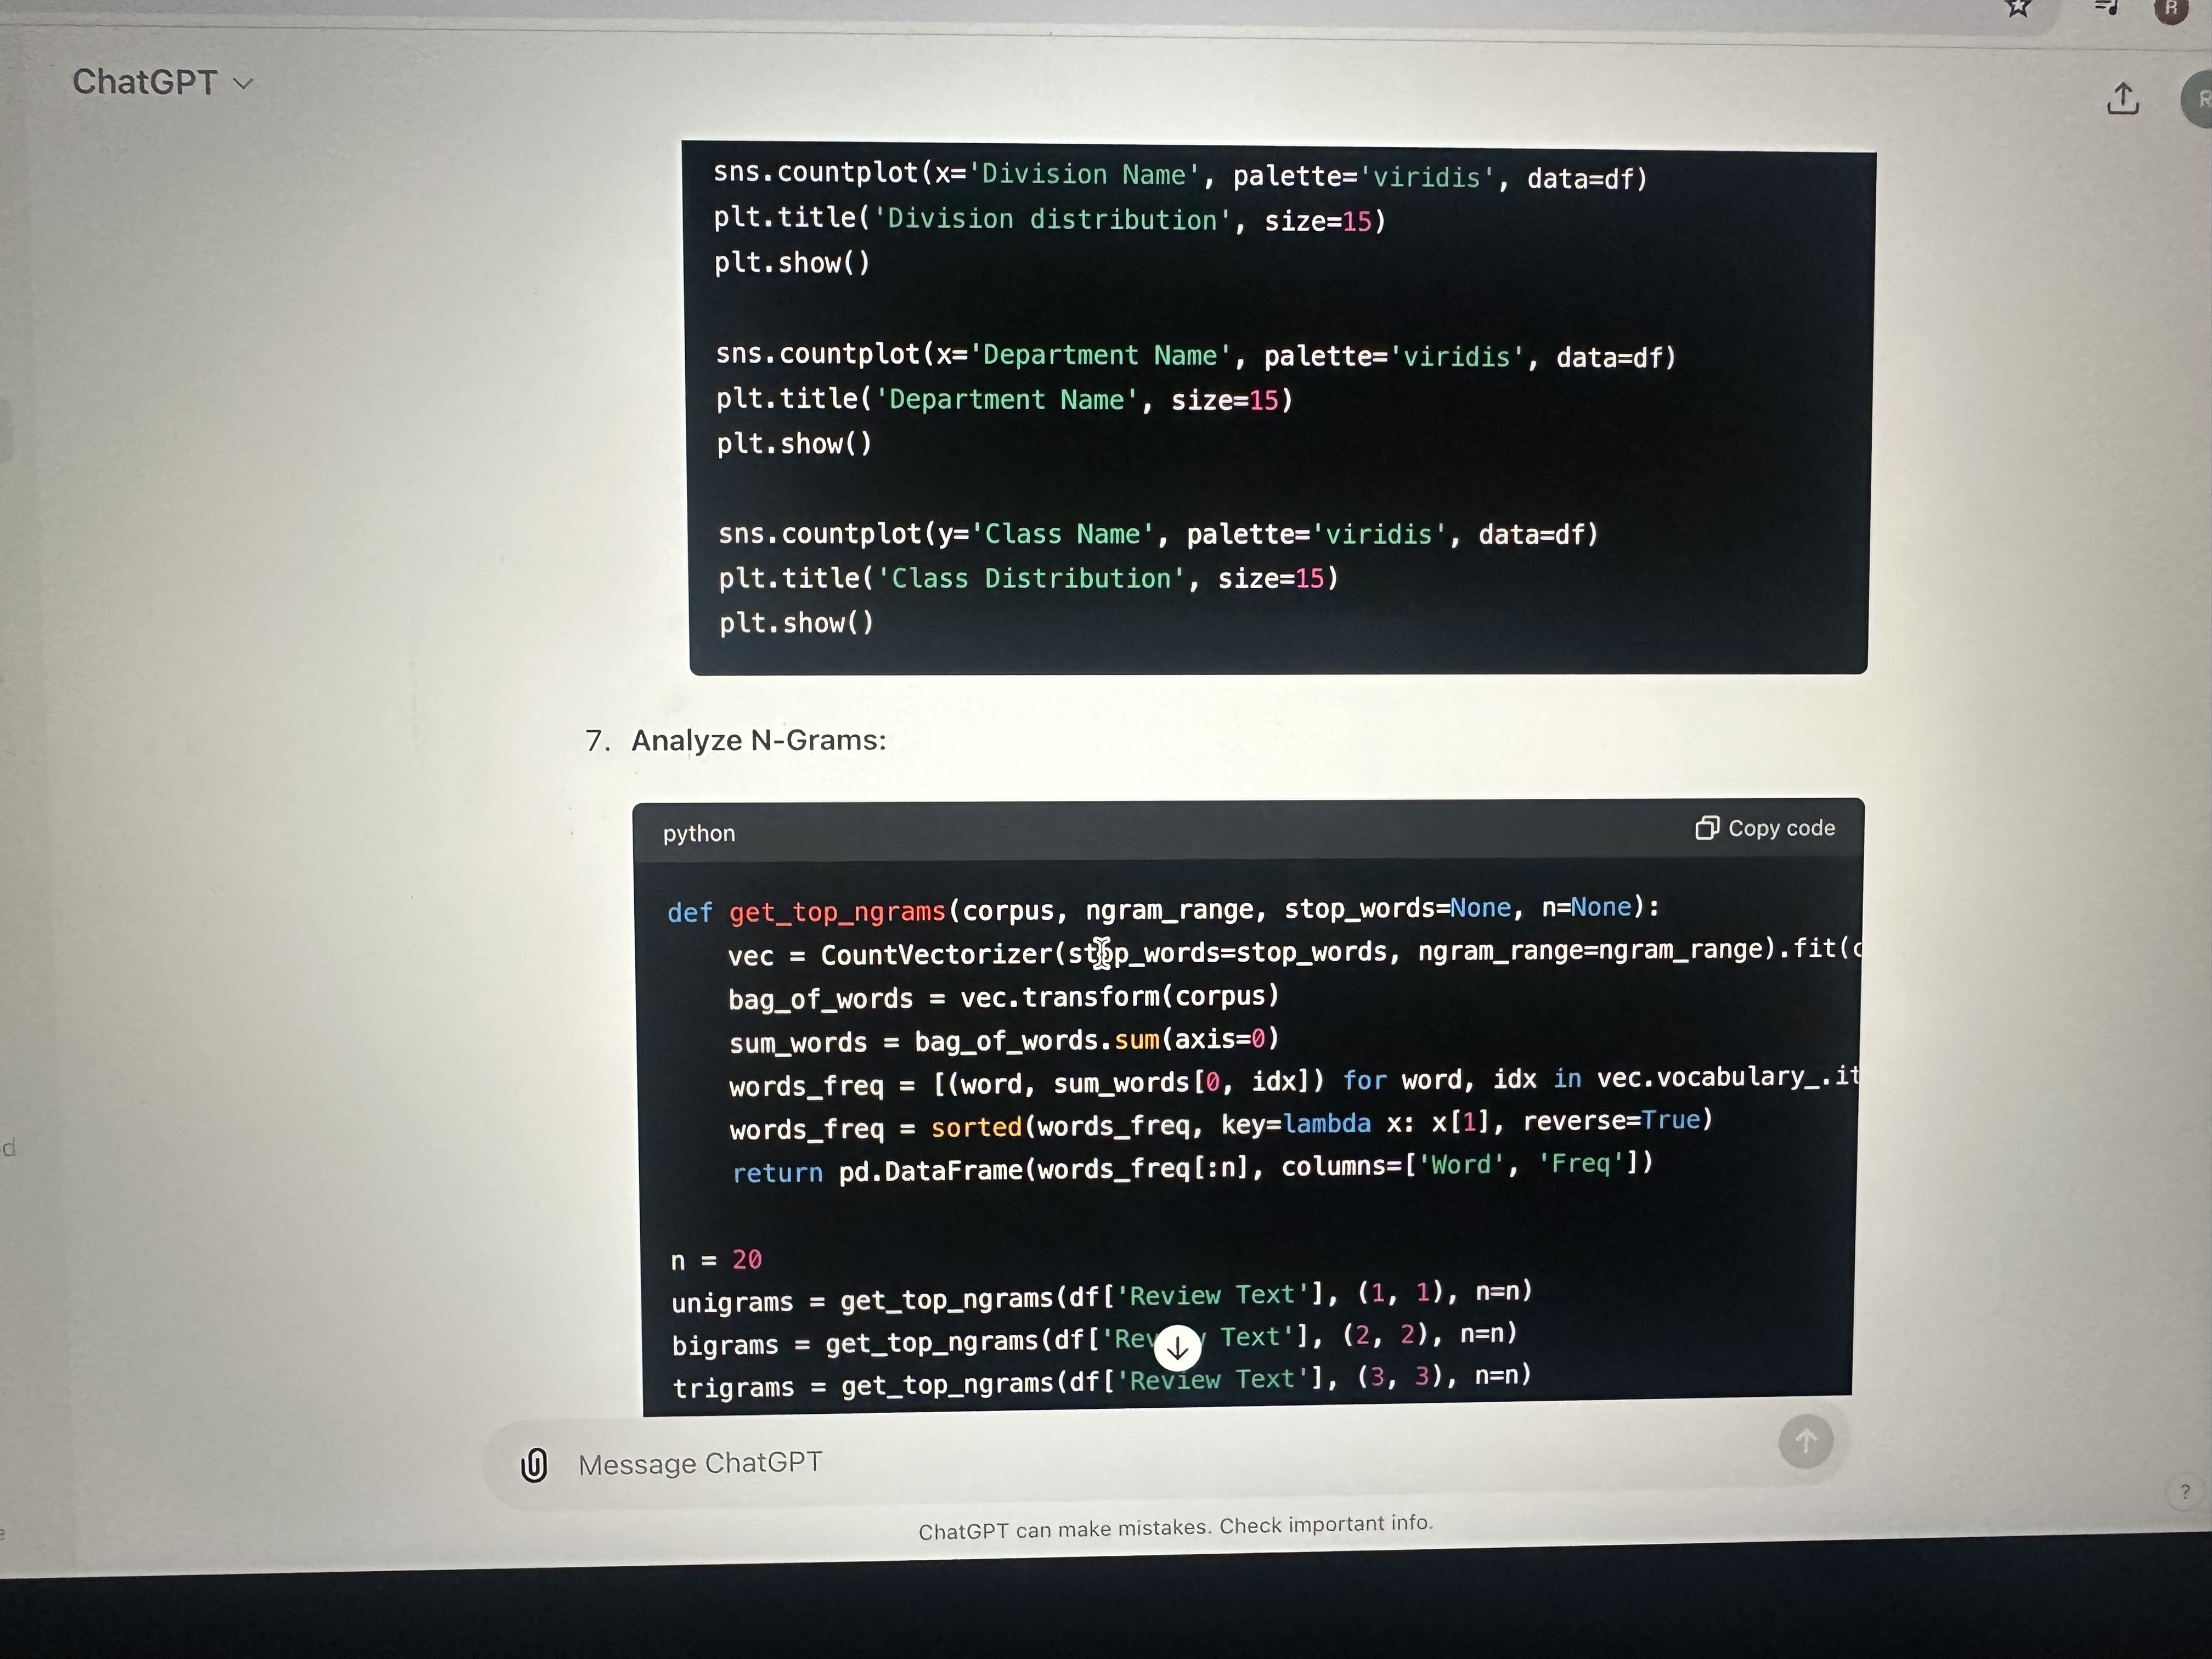 R
ChatGPT
R
sns.countplot(x='Division Name', palette='viridis', data=df)
plt.title('Division distribution', size=15)
plt.show()
sns.countplot(x='Department Name', palette='viridis', data=df)
plt.title('Department Name', size=15)
plt.show()
sns.countplot(y='Class Name', palette='viridis', data=df)
plt.title('Class Distribution', size=15)
plt.show()
7. Analyze N-Grams:
python
Copy code
def get_top_ngrams(corpus, ngram_range, stop_words=None, n=None):
    vec = CountVectorizer(stop_words=stop_words, ngram_range=ngram_range).fit(c
    bag_of_words = vec.transform(corpus)
    sum_words = bag_of_words.sum(axis=0)
    words_freq = [(word, sum_words[0, idx]) for word, idx in vec.vocabulary_.it
    words_freq = sorted(words_freq, key=lambda x: x[1], reverse=True)
    return pd.DataFrame(words_freq[:n], columns=['Word', 'Freq'])
n = 20
unigrams = get_top_ngrams(df['Review Text'], (1, 1), n=n)
bigrams = get_top_ngrams(df['Rev Text'], (2, 2), n=n)
trigrams = get_top_ngrams(df['Review Text'], (3, 3), n=n)
d
Message ChatGPT
?
ChatGPT can make mistakes. Check important info.